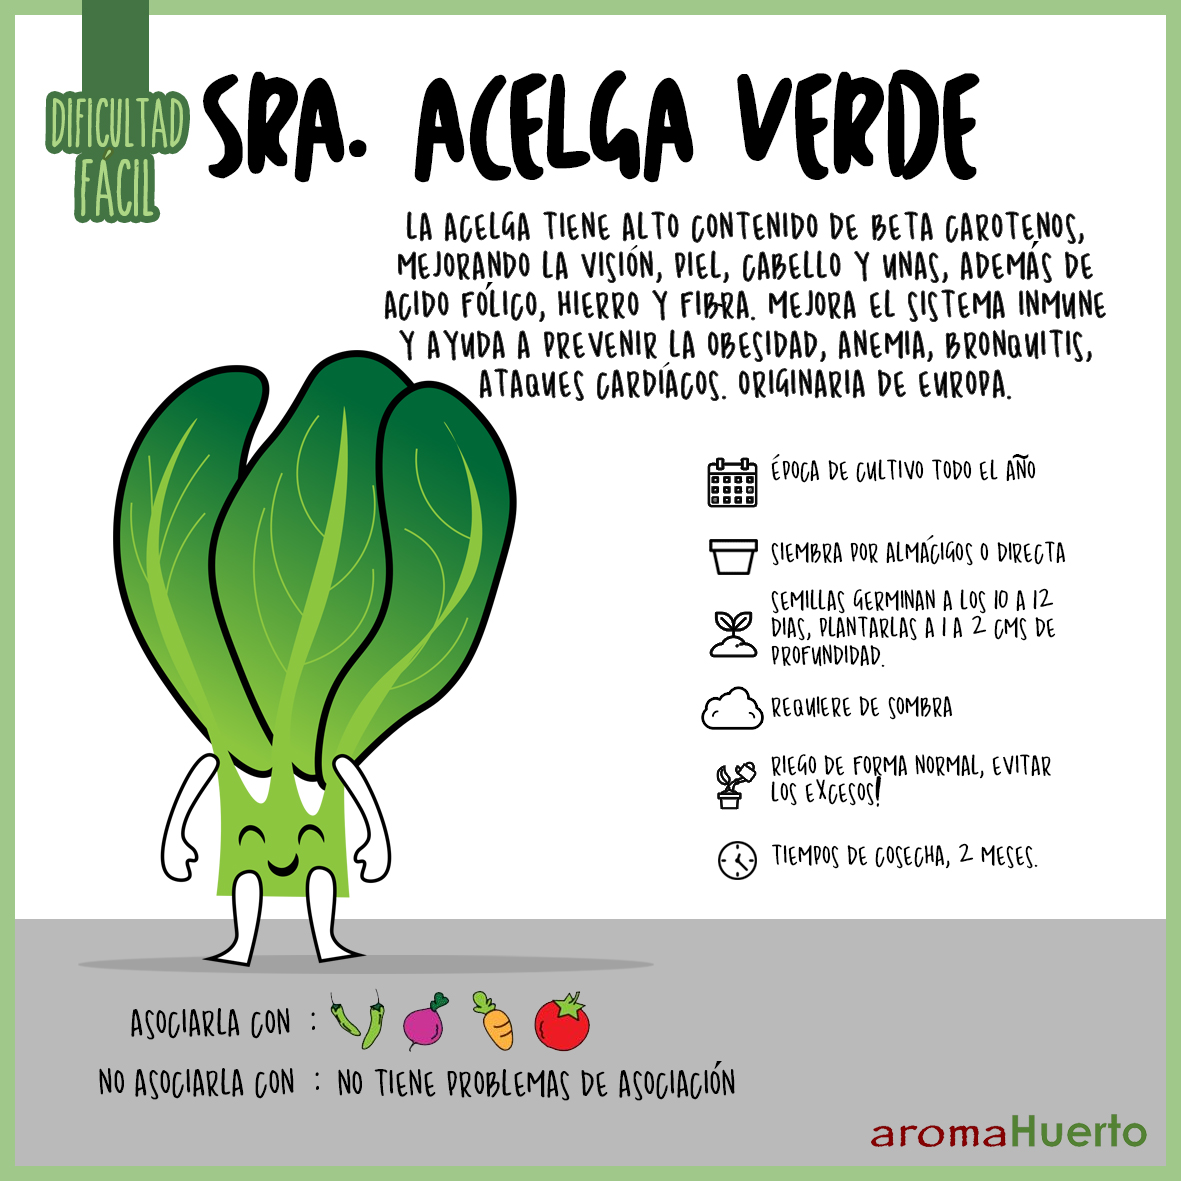 DIFICULTAD
FÁCIL
SRA. ACELGA VERDE
LA ACELGA TIENE ALTO CONTENIDO DE BETA CAROTENOS,
MEJORANDO LA VISIÓN, PIEL, CABELLO Y UNAS, ADEMÁS DE
ACIDO FÓLICO, HIERRO Y FIBRA. MEJORA EL SISTEMA INMUNE
Y AYUDA A PREVENIR LA OBESIDAD, ANEMIA, BRONQUITIS,
ATAQUES CARDÍACOS. ORIGINARIA DE EUROPA.
ÉPOCA DE CULTIVO TODO EL AÑO
SIEMBRA POR ALMÁCIGOS O DIRECTA
SEMILLAS GERMINAN A LOS 10 A 12
DIAS, PLANTARLAS A 1 A 2 CMS DE
PROFUNDIDAD.
REQUIERE DE SOMBRA
RIEGO DE FORMA NORMAL, EVITAR
LOS EXCESOS!
TIEMPOS DE COSECHA, 2 MESES.
ASOCIARLA CON :
NO ASOCIARLA CON : NO TIENE PROBLEMAS DE ASOCIACIÓN
aromaHuerto